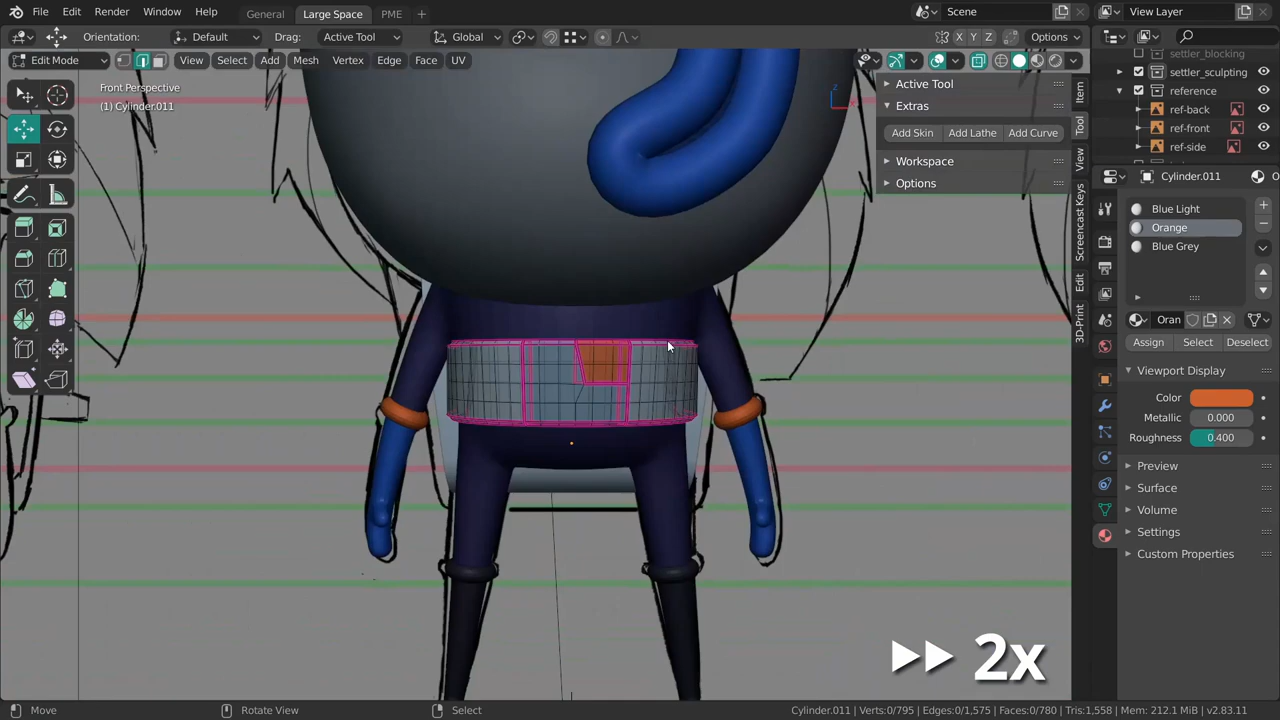 File Edit Render Window Help General Large Space PME + Scene View Layer
Orientation: Default Drag: Active Tool Global X Y Z Options
Edit Mode View Select Add Mesh Vertex Edge Face UV
settler_blocking
settler_sculpting
reference
ref-back
ref-front
ref-side
Front Perspective
(1) Cylinder.011
Active Tool
Extras
Add Skin Add Lathe Add Curve
Workspace
Options
Item
Tool
View
Screencast Keys
Edit
3D-Print
Cylinder.011
Blue Light
Orange
Blue Grey
Oran
Assign Select Deselect
Viewport Display
Color
Metallic 0.000
Roughness 0.400
Preview
Surface
Volume
Settings
Custom Properties
2x
Move Rotate View Select Cylinder.011 | Verts:0/795 | Edges:0/1,575 | Faces:0/780 | Tris:1,558 | Mem: 212.1 MiB | v2.83.11